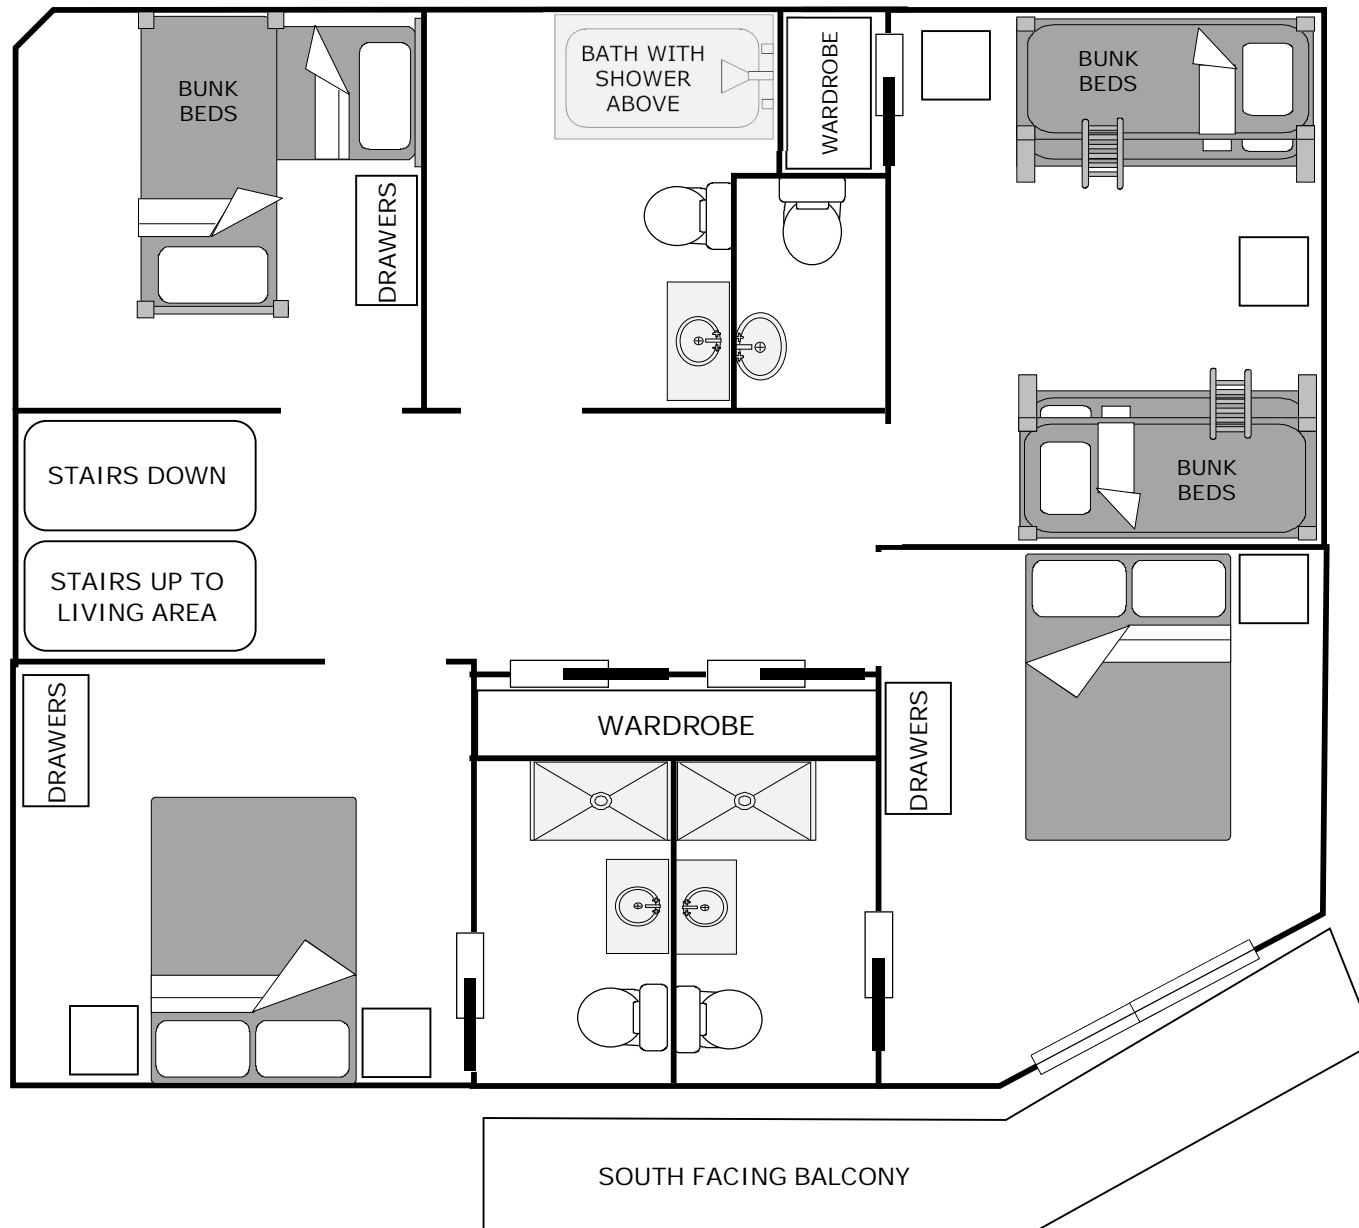 BUNK
BEDS
DRAWERS
BATH WITH
SHOWER
ABOVE
WARDROBE
BUNK
BEDS
BUNK
BEDS
STAIRS DOWN
STAIRS UP TO
LIVING AREA
DRAWERS
WARDROBE
DRAWERS
SOUTH FACING BALCONY